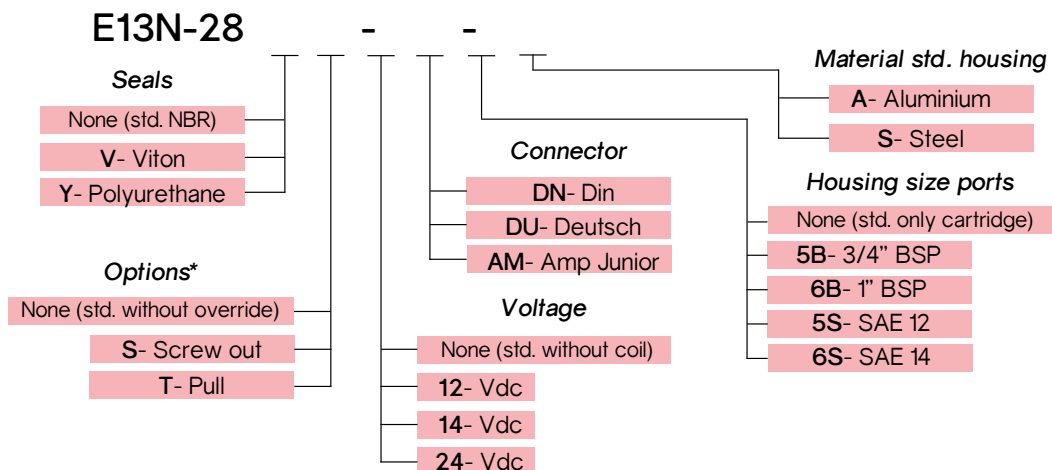 E13N-28 - -
Seals
None (std. NBR)
V- Viton
Y- Polyurethane
Options*
None (std. without override)
S- Screw out
T- Pull
Connector
DN- Din
DU- Deutsch
AM- Amp Junior
Voltage
None (std. without coil)
12- Vdc
14- Vdc
24- Vdc
Material std. housing
A- Aluminium
S- Steel
Housing size ports
None (std. only cartridge)
5B- 3/4” BSP
6B- 1” BSP
5S- SAE 12
6S- SAE 14